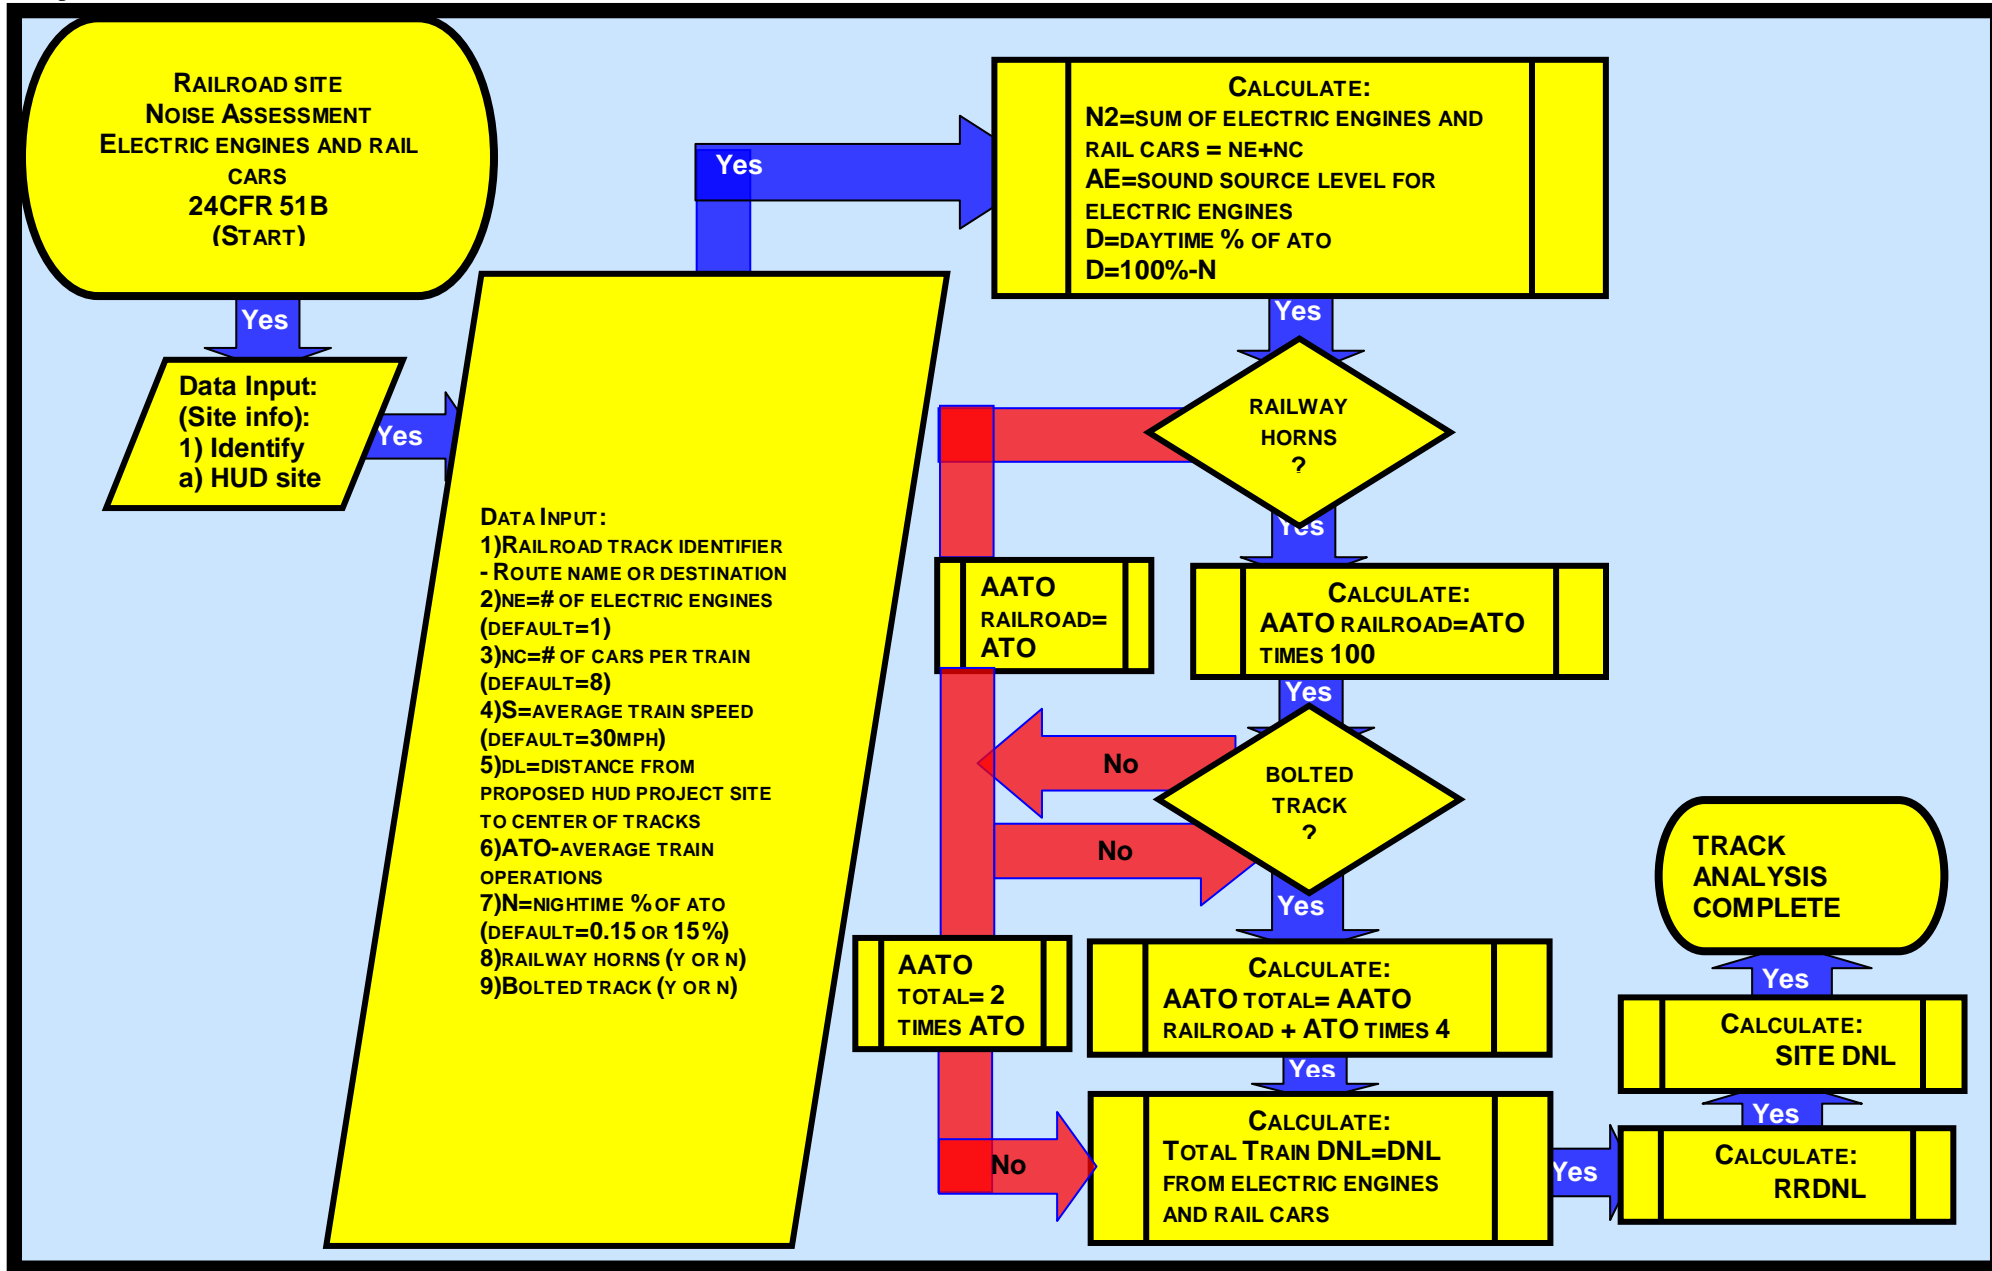 RAILROAD SITE
NOISE ASSESSMENT
ELECTRIC ENGINES AND RAIL
CARS
24CFR 51B
(START)
Yes
Data Input:
(Site info):
1) Identify
a) HUD site
Yes
DATA INPUT:
1)RAILROAD TRACK IDENTIFIER
- ROUTE NAME OR DESTINATION
2)NE=# OF ELECTRIC ENGINES
(DEFAULT=1)
3)NC=# OF CARS PER TRAIN
(DEFAULT=8)
4)S=AVERAGE TRAIN SPEED
(DEFAULT=30MPH)
5)DL=DISTANCE FROM
PROPOSED HUD PROJECT SITE
TO CENTER OF TRACKS
6)ATO-AVERAGE TRAIN
OPERATIONS
7)N=NIGHTIME % OF ATO
(DEFAULT=0.15 OR 15%)
8)RAILWAY HORNS (Y OR N)
9)BOLTED TRACK (Y OR N)
Yes
CALCULATE:
N2=SUM OF ELECTRIC ENGINES AND
RAIL CARS = NE+NC
AE=SOUND SOURCE LEVEL FOR
ELECTRIC ENGINES
D=DAYTIME % OF ATO
D=100%-N
Yes
RAILWAY
HORNS
?
Yes
AATO
RAILROAD=
ATO
CALCULATE:
AATO RAILROAD=ATO
TIMES 100
Yes
No
BOLTED
TRACK
?
No
Yes
AATO
TOTAL= 2
TIMES ATO
CALCULATE:
AATO TOTAL= AATO
RAILROAD + ATO TIMES 4
Yes
No
CALCULATE:
TOTAL TRAIN DNL=DNL
FROM ELECTRIC ENGINES
AND RAIL CARS
Yes
CALCULATE:
RRDNL
Yes
CALCULATE:
SITE DNL
Yes
TRACK
ANALYSIS
COMPLETE